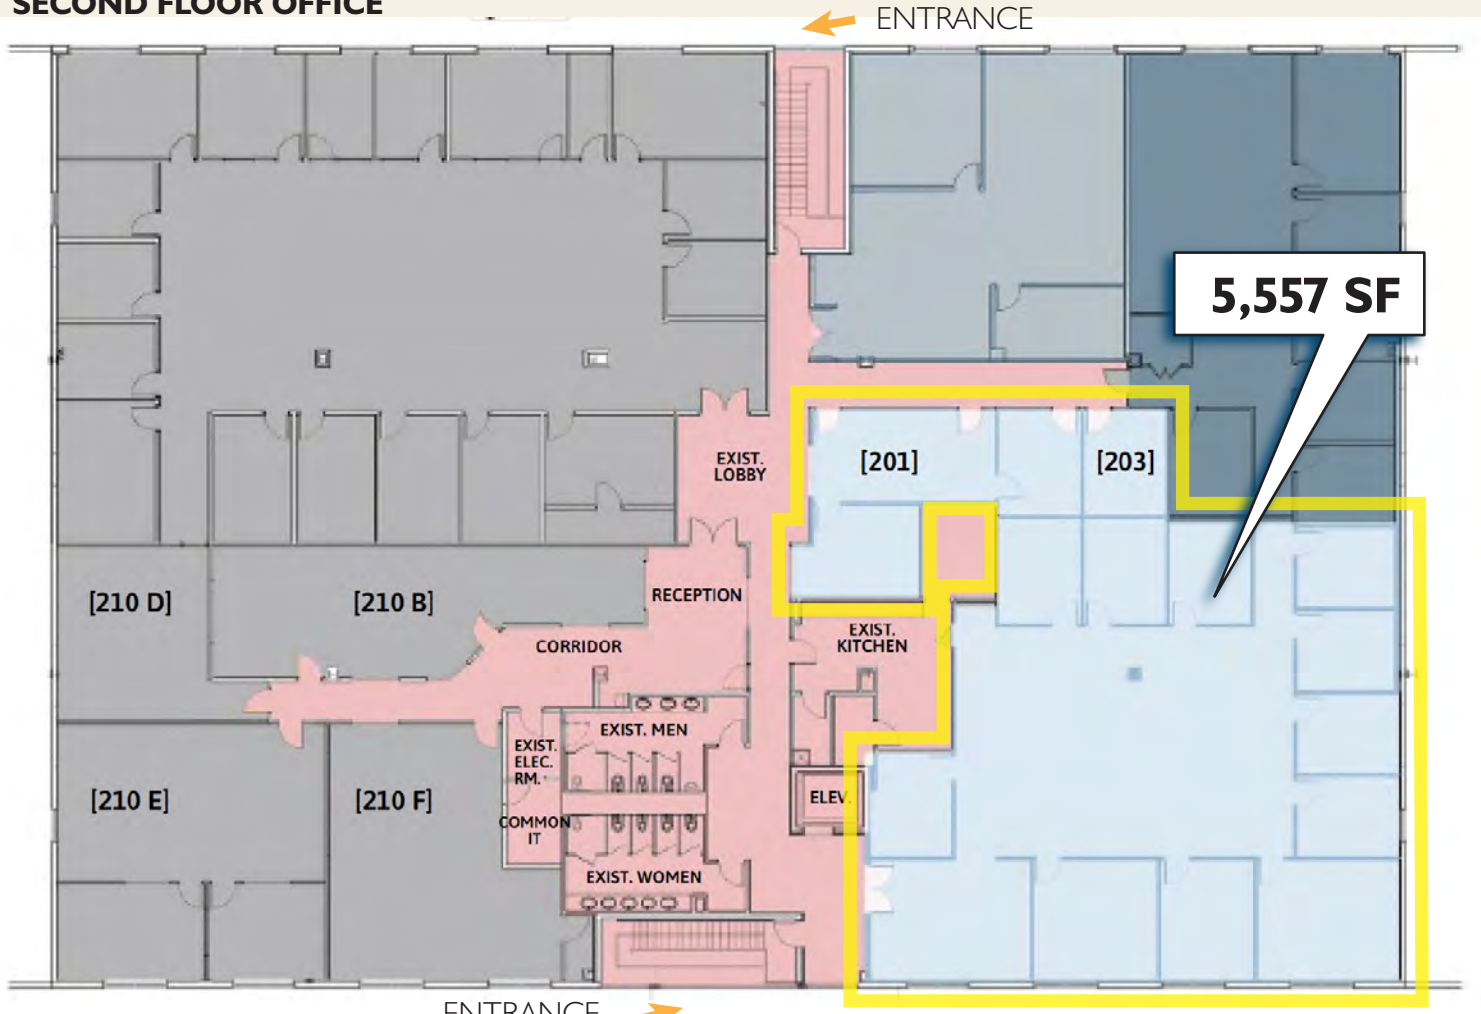 SECOND FLOOR OFFICE
ENTRANCE
5,557 SF
EXIST.
LOBBY
[201]
[203]
[210 D]
[210 B]
RECEPTION
CORRIDOR
EXIST.
KITCHEN
EXIST. MEN
EXIST.
ELEC.
RM.
[210 E]
[210 F]
ELEV.
COMMON
IT
EXIST. WOMEN
ENTRANCE